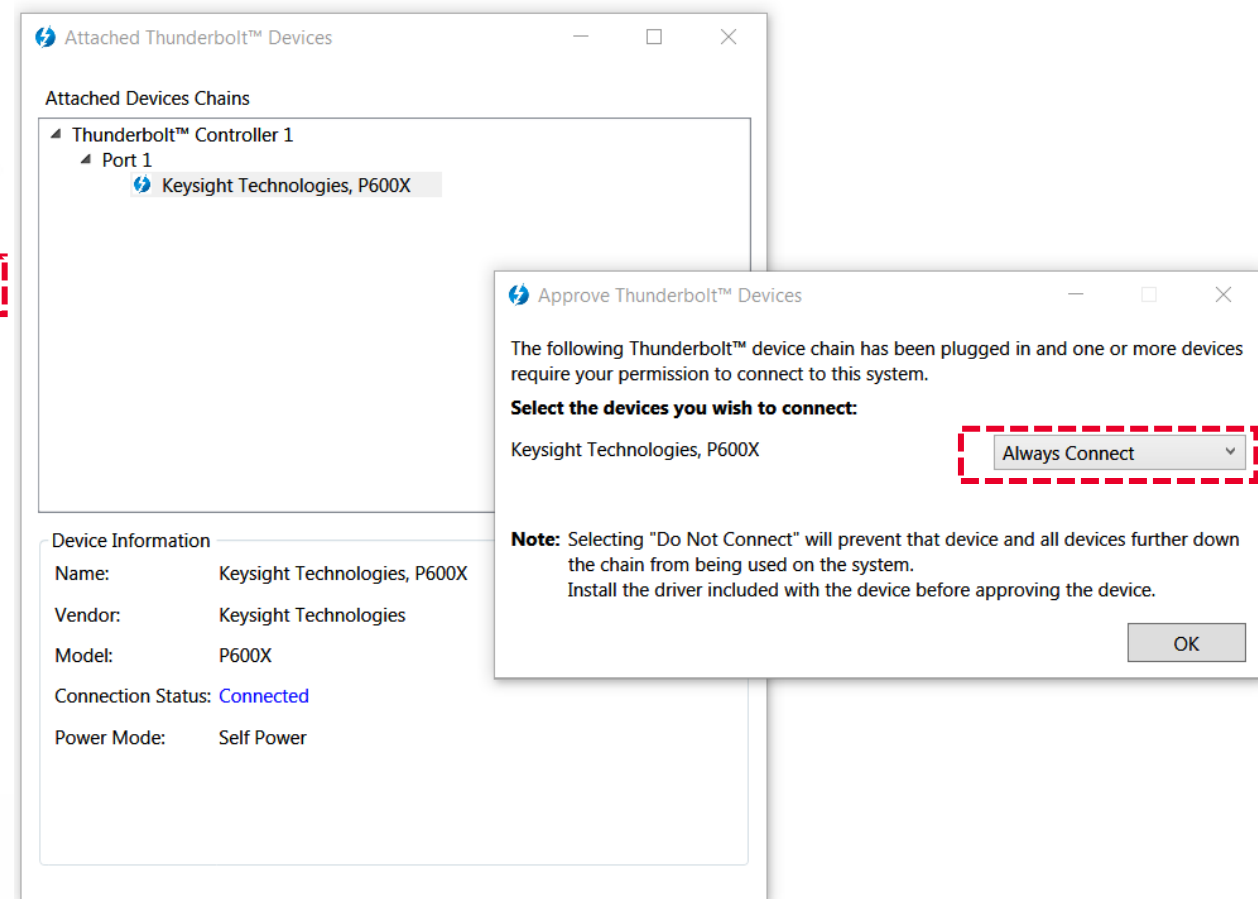 Attached Thunderbolt™ Devices
Attached Devices Chains
Thunderbolt™ Controller 1
Port 1
Keysight Technologies, P600X
Device Information
Name: Keysight Technologies, P600X
Vendor: Keysight Technologies
Model: P600X
Connection Status: Connected
Power Mode: Self Power
Approve Thunderbolt™ Devices
The following Thunderbolt™ device chain has been plugged in and one or more devices
require your permission to connect to this system.
Select the devices you wish to connect:
Keysight Technologies, P600X Always Connect
Note: Selecting "Do Not Connect" will prevent that device and all devices further down
the chain from being used on the system.
Install the driver included with the device before approving the device.
OK